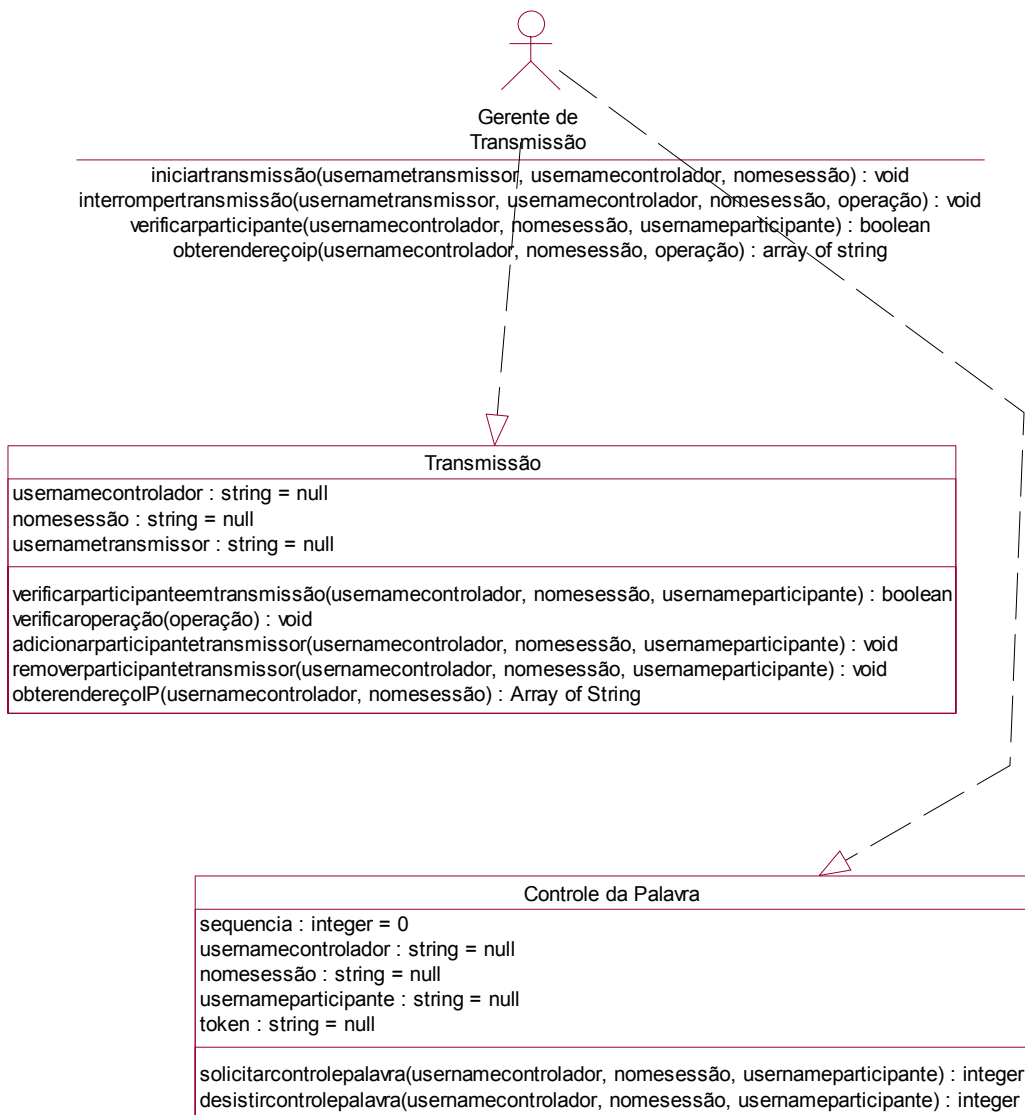 Gerente de
Transmissão
iniciartransmissão(usernametransmissor, usernamecontrolador, nomesessão) : void
interrompertransmissão(usernametransmissor, usernamecontrolador, nomesessão, operação) : void
verificarparticipante(usernamecontrolador, nomesessão, usernameparticipante) : boolean
obterendereçoip(usernamecontrolador, nomesessão, operação) : array of string
Transmissão
usernamecontrolador : string = null
nomesessão : string = null
usernametransmissor : string = null
verificarparticipanteemtransmissão(usernamecontrolador, nomesessão, usernameparticipante) : boolean
verificaroperação(operação) : void
adicionarparticipantetransmissor(usernamecontrolador, nomesessão, usernameparticipante) : void
removerparticipantetransmissor(usernamecontrolador, nomesessão, usernameparticipante) : void
obterendereçoIP(usernamecontrolador, nomesessão) : Array of String
Controle da Palavra
sequencia : integer = 0
usernamecontrolador : string = null
nomesessão : string = null
usernameparticipante : string = null
token : string = null
solicitarcontrolepalavra(usernamecontrolador, nomesessão, usernameparticipante) : integer
desistircontrolepalavra(usernamecontrolador, nomesessão, usernameparticipante) : integer